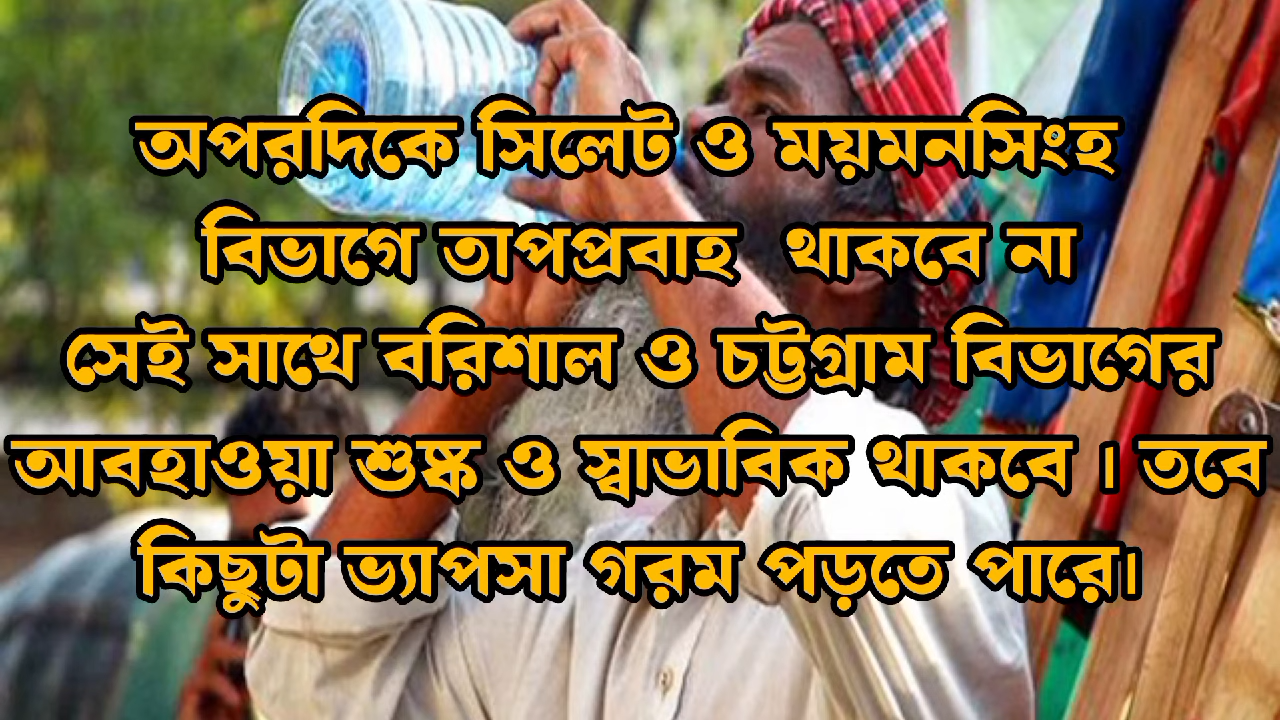 অপরদিকে সিলেট ও ময়মনসিংহ
বিভাগে তাপপ্রবাহ থাকবে না
সেই সাথে বরিশাল ও চট্টগ্রাম বিভাগের
আবহাওয়া শুষ্ক ও স্বাভাবিক থাকবে । তবে
কিছুটা ভ্যাপসা গরম পড়তে পারে।